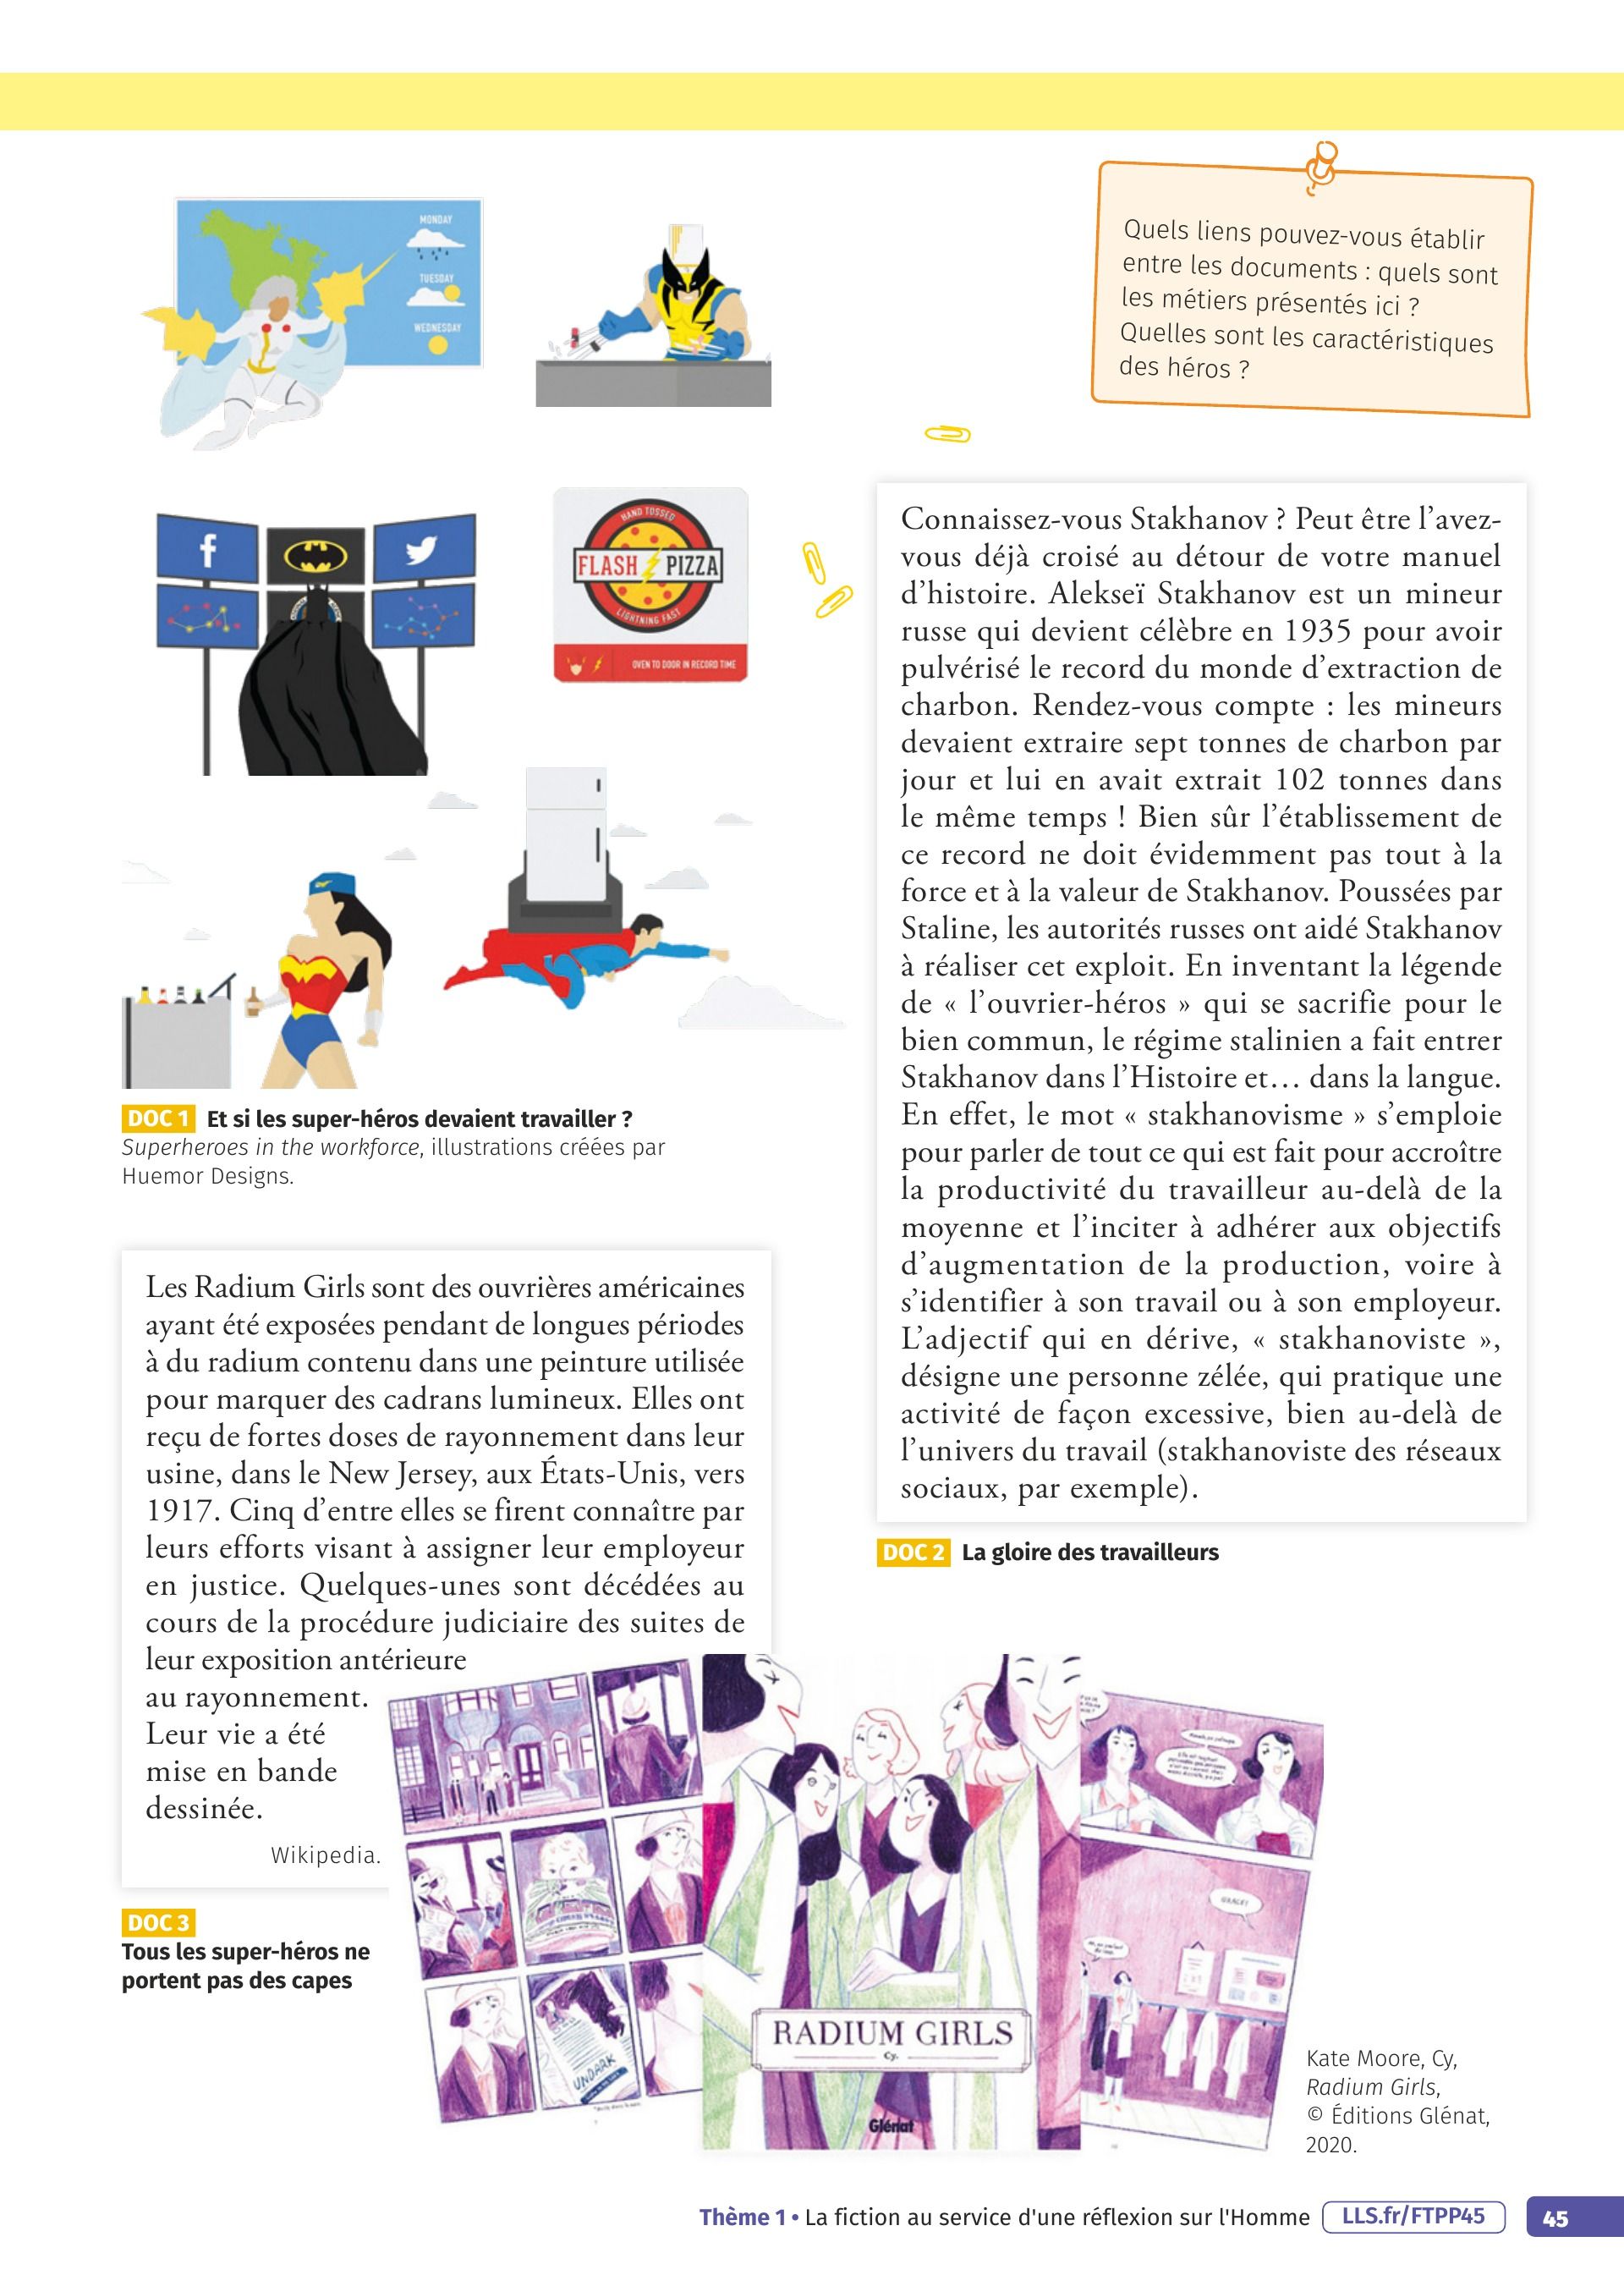 MONDAY
TUESDAY
WEDNESDAY
Quels liens pouvez-vous établir
entre les documents : quels sont
les métiers présentés ici ?
Quelles sont les caractéristiques
des héros ?
HAND TOSSED
FLASH PIZZA
LIGHTNING FAST
OVEN TO DOOR IN RECORD TIME
DOC 1 Et si les super-héros devaient travailler ?
Superheroes in the workforce, illustrations créées par
Huemor Designs.
Connaissez-vous Stakhanov ? Peut être l’avez-
vous déjà croisé au détour de votre manuel
d’histoire. Alekseï Stakhanov est un mineur
russe qui devient célèbre en 1935 pour avoir
pulvérisé le record du monde d’extraction de
charbon. Rendez-vous compte : les mineurs
devaient extraire sept tonnes de charbon par
jour et lui en avait extrait 102 tonnes dans
le même temps ! Bien sûr l’établissement de
ce record ne doit évidemment pas tout à la
force et à la valeur de Stakhanov. Poussées par
Staline, les autorités russes ont aidé Stakhanov
à réaliser cet exploit. En inventant la légende
de « l’ouvrier-héros » qui se sacrifie pour le
bien commun, le régime stalinien a fait entrer
Stakhanov dans l’Histoire et… dans la langue.
En effet, le mot « stakhanovisme » s’emploie
pour parler de tout ce qui est fait pour accroître
la productivité du travailleur au-delà de la
moyenne et l’inciter à adhérer aux objectifs
d’augmentation de la production, voire à
s’identifier à son travail ou à son employeur.
L’adjectif qui en dérive, « stakhanoviste »,
désigne une personne zélée, qui pratique une
activité de façon excessive, bien au-delà de
l’univers du travail (stakhanoviste des réseaux
sociaux, par exemple).
DOC 2 La gloire des travailleurs
Les Radium Girls sont des ouvrières américaines
ayant été exposées pendant de longues périodes
à du radium contenu dans une peinture utilisée
pour marquer des cadrans lumineux. Elles ont
reçu de fortes doses de rayonnement dans leur
usine, dans le New Jersey, aux États-Unis, vers
1917. Cinq d’entre elles se firent connaître par
leurs efforts visant à assigner leur employeur
en justice. Quelques-unes sont décédées au
cours de la procédure judiciaire des suites de
leur exposition antérieure
au rayonnement.
Leur vie a été
mise en bande
dessinée.
Wikipedia.
DOC 3
Tous les super-héros ne
portent pas des capes
UNDARK
RADIUM GIRLS
Cy.
Glénat
GRACE!
Kate Moore, Cy,
Radium Girls,
© Éditions Glénat,
2020.
Thème 1 • La fiction au service d'une réflexion sur l'Homme LLS.fr/FTPP45 45